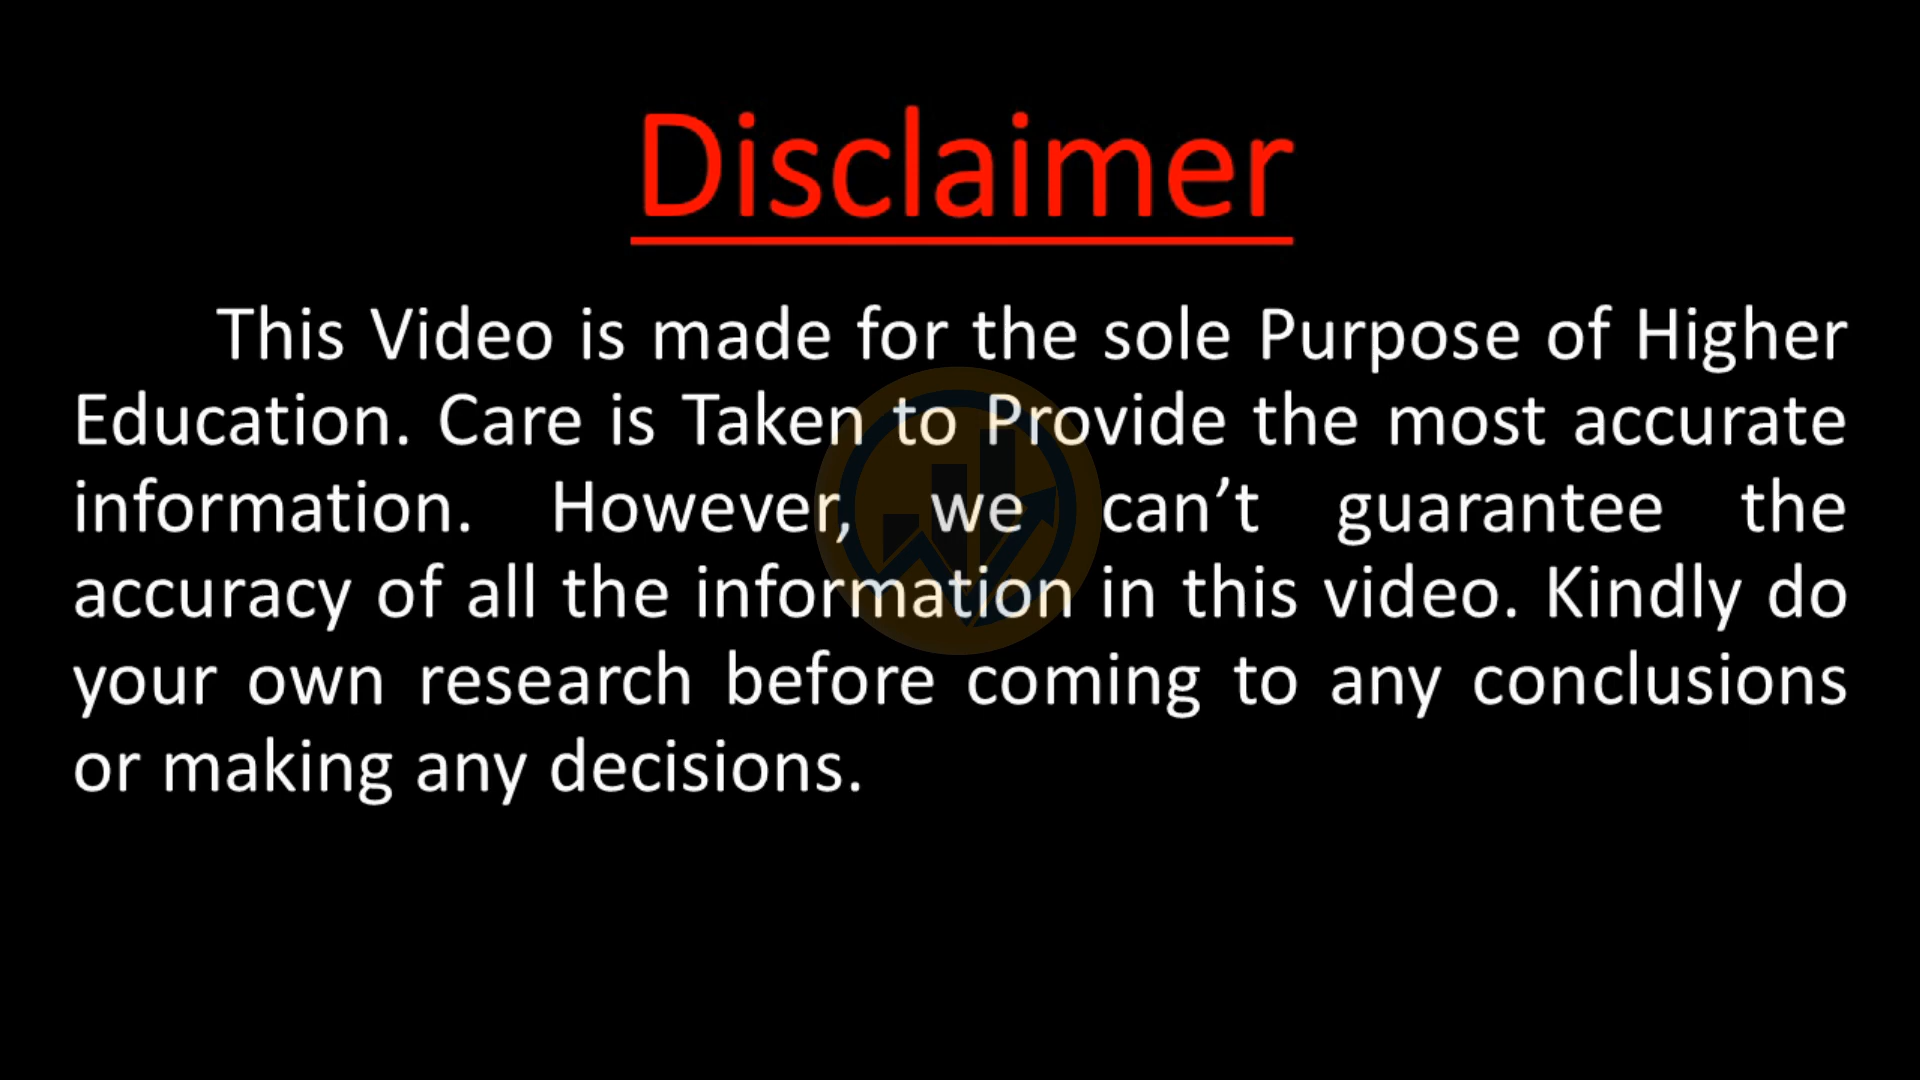 Disclaimer
This Video is made for the sole Purpose of Higher
Education. Care is Taken to Provide the most accurate
information. However, we can’t guarantee the
accuracy of all the information in this video. Kindly do
your own research before coming to any conclusions
or making any decisions.